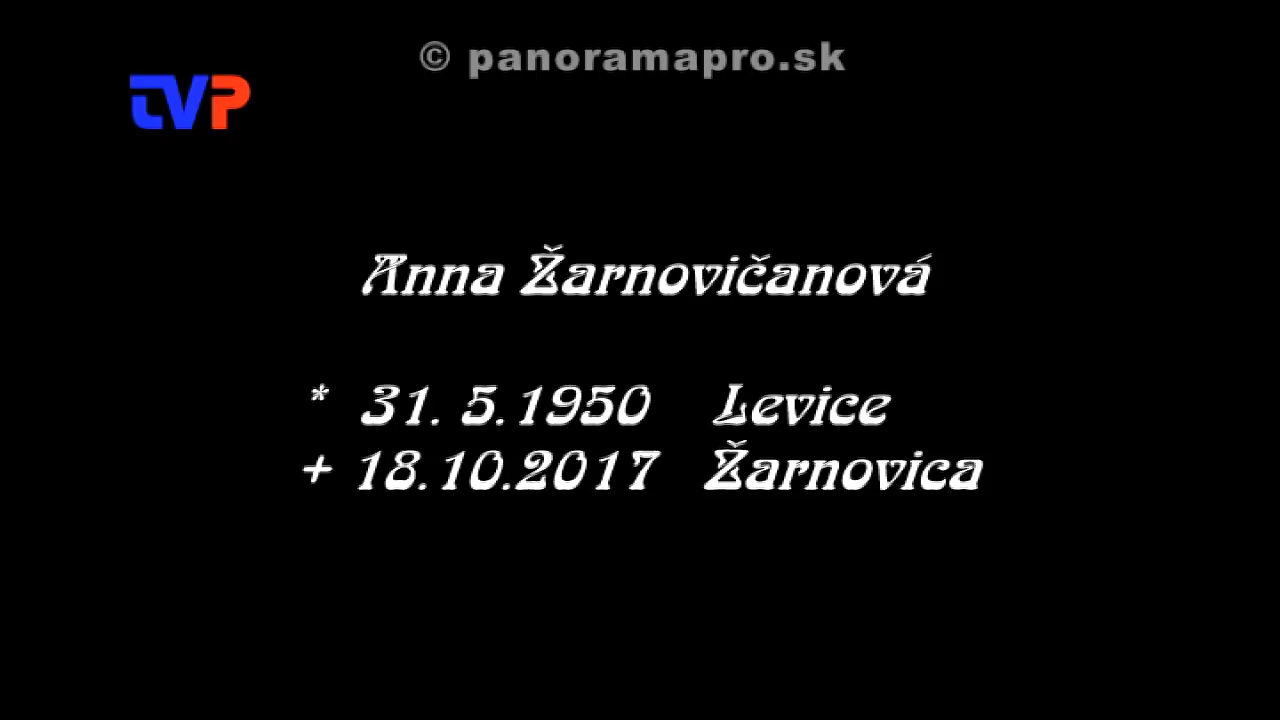 © panoramapro.sk
TVP
Anna Žarnovičanová
* 31. 5.1950 Levice
+ 18.10.2017 Žarnovica